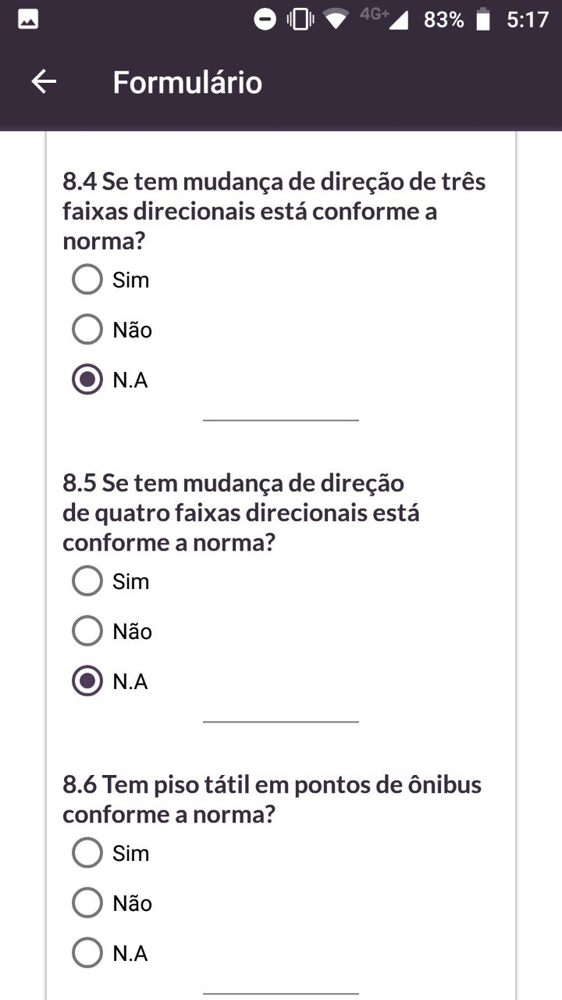 4G+ 83% 5:17
Formulário
8.4 Se tem mudança de direção de três
faixas direcionais está conforme a
norma?
Sim
Não
N.A
8.5 Se tem mudança de direção
de quatro faixas direcionais está
conforme a norma?
Sim
Não
N.A
8.6 Tem piso tátil em pontos de ônibus
conforme a norma?
Sim
Não
N.A